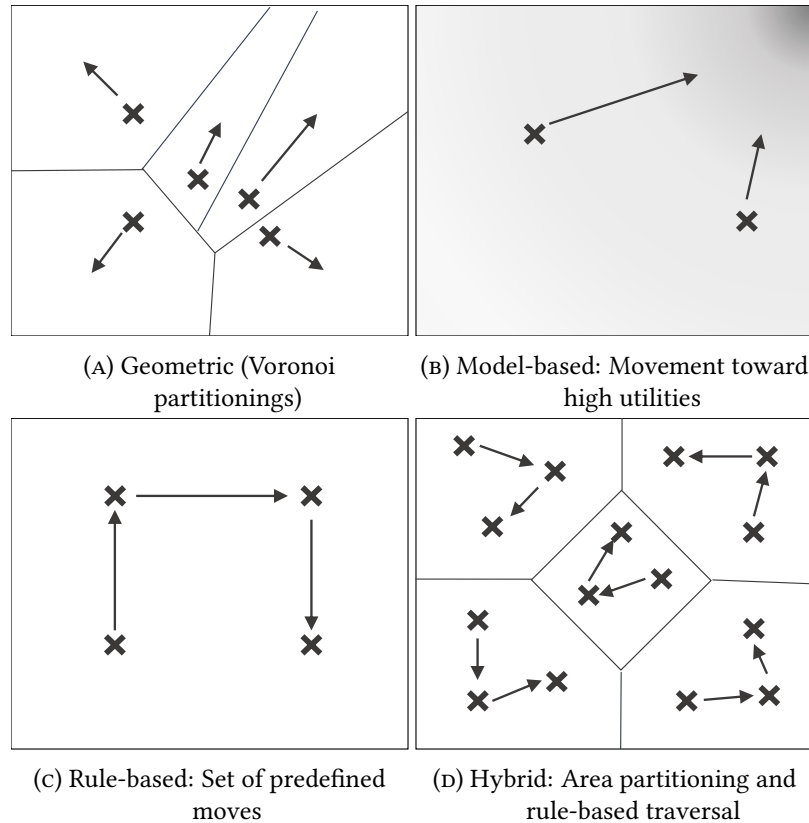 (A) Geometric (Voronoi
partitionings)
(B) Model-based: Movement toward
high utilities
(C) Rule-based: Set of predefined
moves
(D) Hybrid: Area partitioning and
rule-based traversal